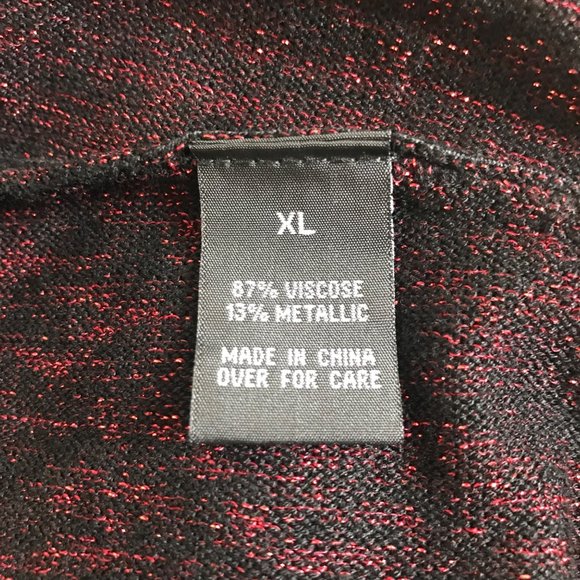 XL
87% VISCOSE
13% METALLIC
MADE IN CHINA
OVER FOR CARE